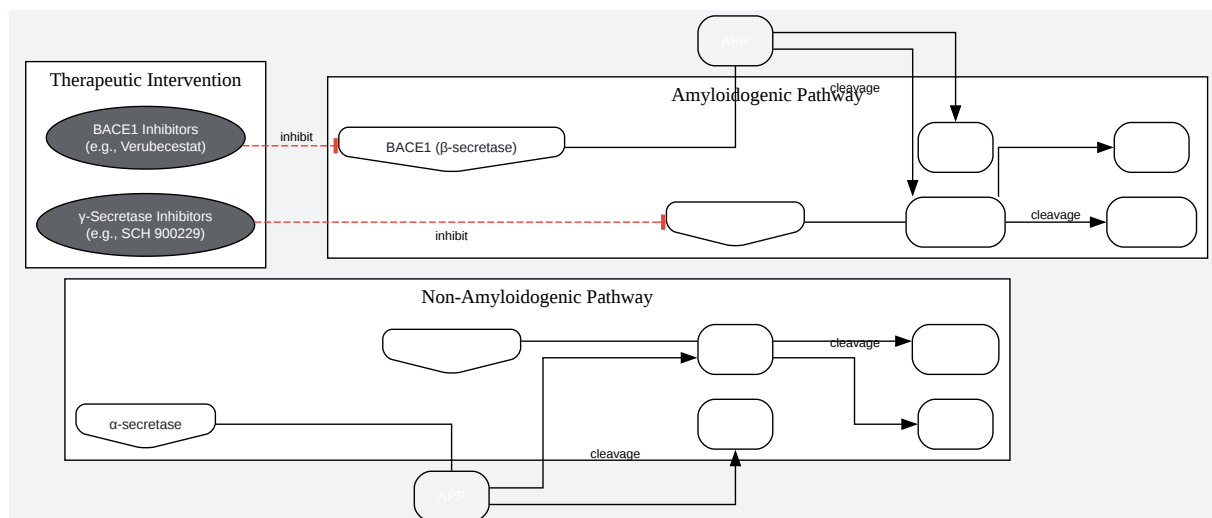 APP
Therapeutic Intervention
BACE1 Inhibitors
(e.g., Verubecestat)
inhibit
γ-Secretase Inhibitors
(e.g., SCH 900229)
inhibit
Amyloidogenic Pathway
cleavage
BACE1 (β-secretase)
cleavage
Non-Amyloidogenic Pathway
cleavage
α-secretase
cleavage
APP